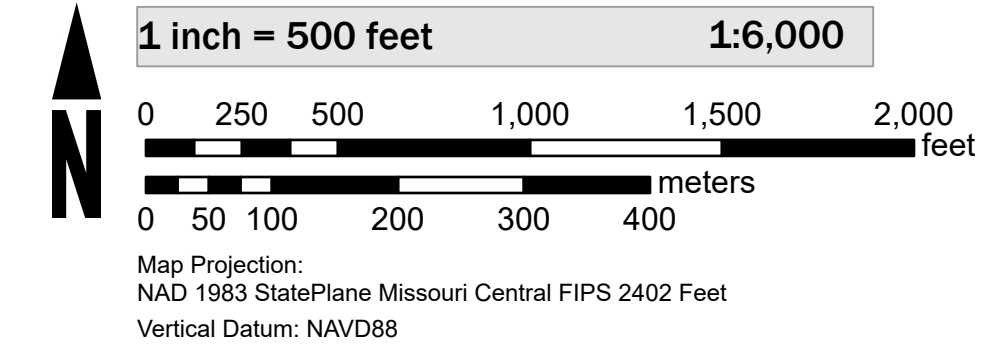 N
1 inch = 500 feet 1:6,000
0 250 500 1,000 1,500 2,000
feet
meters
0 50 100 200 300 400
Map Projection:
NAD 1983 StatePlane Missouri Central FIPS 2402 Feet
Vertical Datum: NAVD88